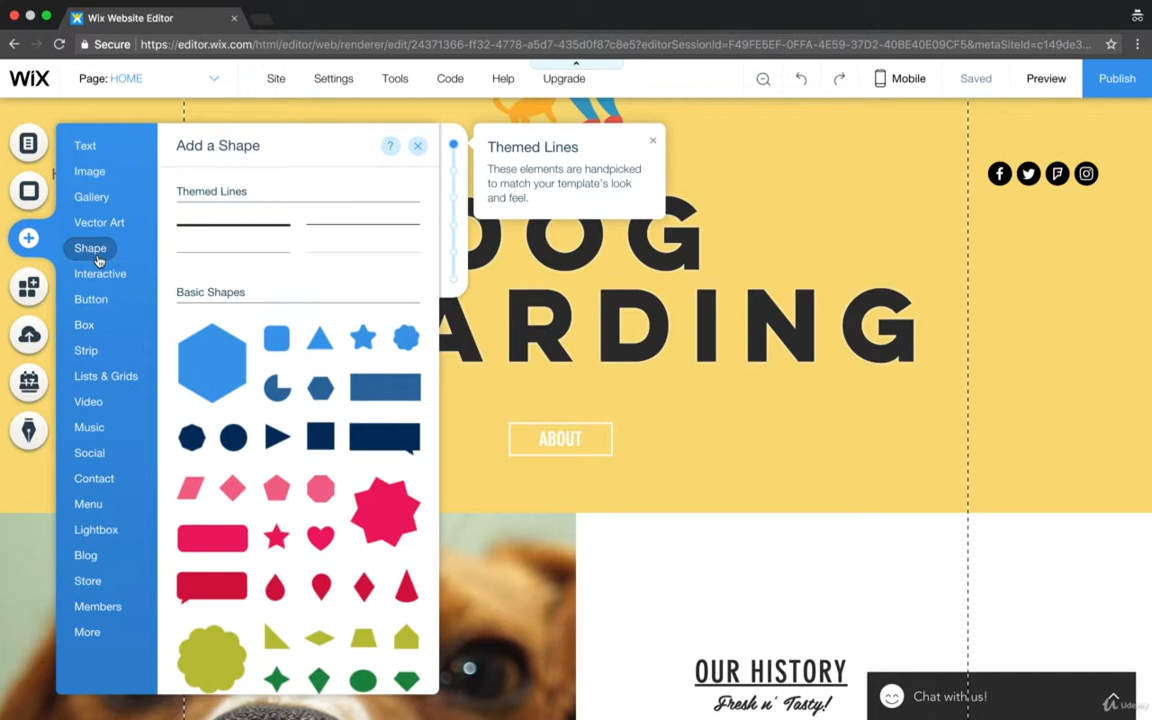 Wix Website Editor
Secure
https://editor.wix.com/html/editor/web/renderer/edit/24371366-ff32-4778-a5d7-435d0f87c8e5?editorSessionId=F49FE5EF-0FFA-4E59-37D2-40BE40E09CF5&metaSiteId=c149de3...
WiX
Page: HOME
Site
Settings
Tools
Code
Help
Upgrade
Mobile
Saved
Preview
Publish
Text
Image
Gallery
Vector Art
Shape
Interactive
Button
Box
Strip
Lists & Grids
Video
Music
Social
Contact
Menu
Lightbox
Blog
Store
Members
More
17
Add a Shape
?
Themed Lines
Basic Shapes
Themed Lines
These elements are handpicked
to match your template's look
and feel.
DOG
ARDING
ABOUT
OUR HISTORY
Fresh n' Tasty!
Chat with us!
Udemy